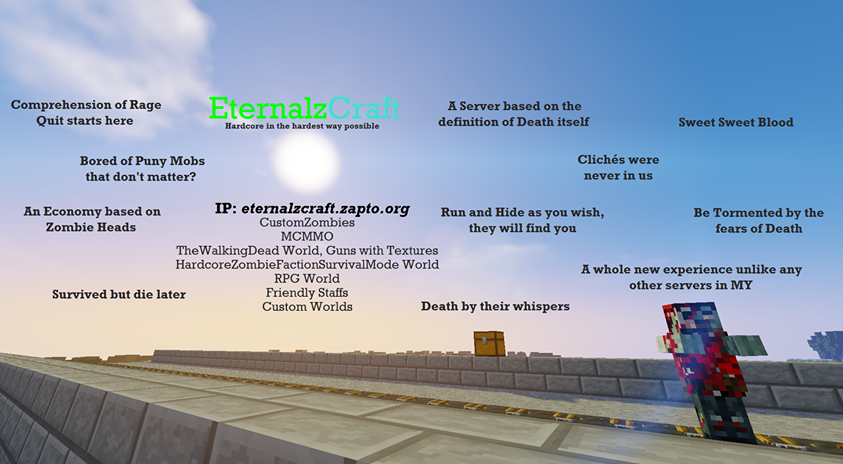 Comprehension of Rage
Quit starts here
EternalzCraft
Hardcore in the hardest way possible
A Server based on the
definition of Death itself
Sweet Sweet Blood
Bored of Puny Mobs
that don't matter?
Clichés were
never in us
An Economy based on
Zombie Heads
IP: eternalzcraft.zapto.org
CustomZombies
MCMMO
TheWalkingDead World, Guns with Textures
HardcoreZombieFactionSurvivalMode World
RPG World
Friendly Staffs
Custom Worlds
Run and Hide as you wish,
they will find you
Be Tormented by the
fears of Death
A whole new experience unlike any
other servers in MY
Survived but die later
Death by their whispers